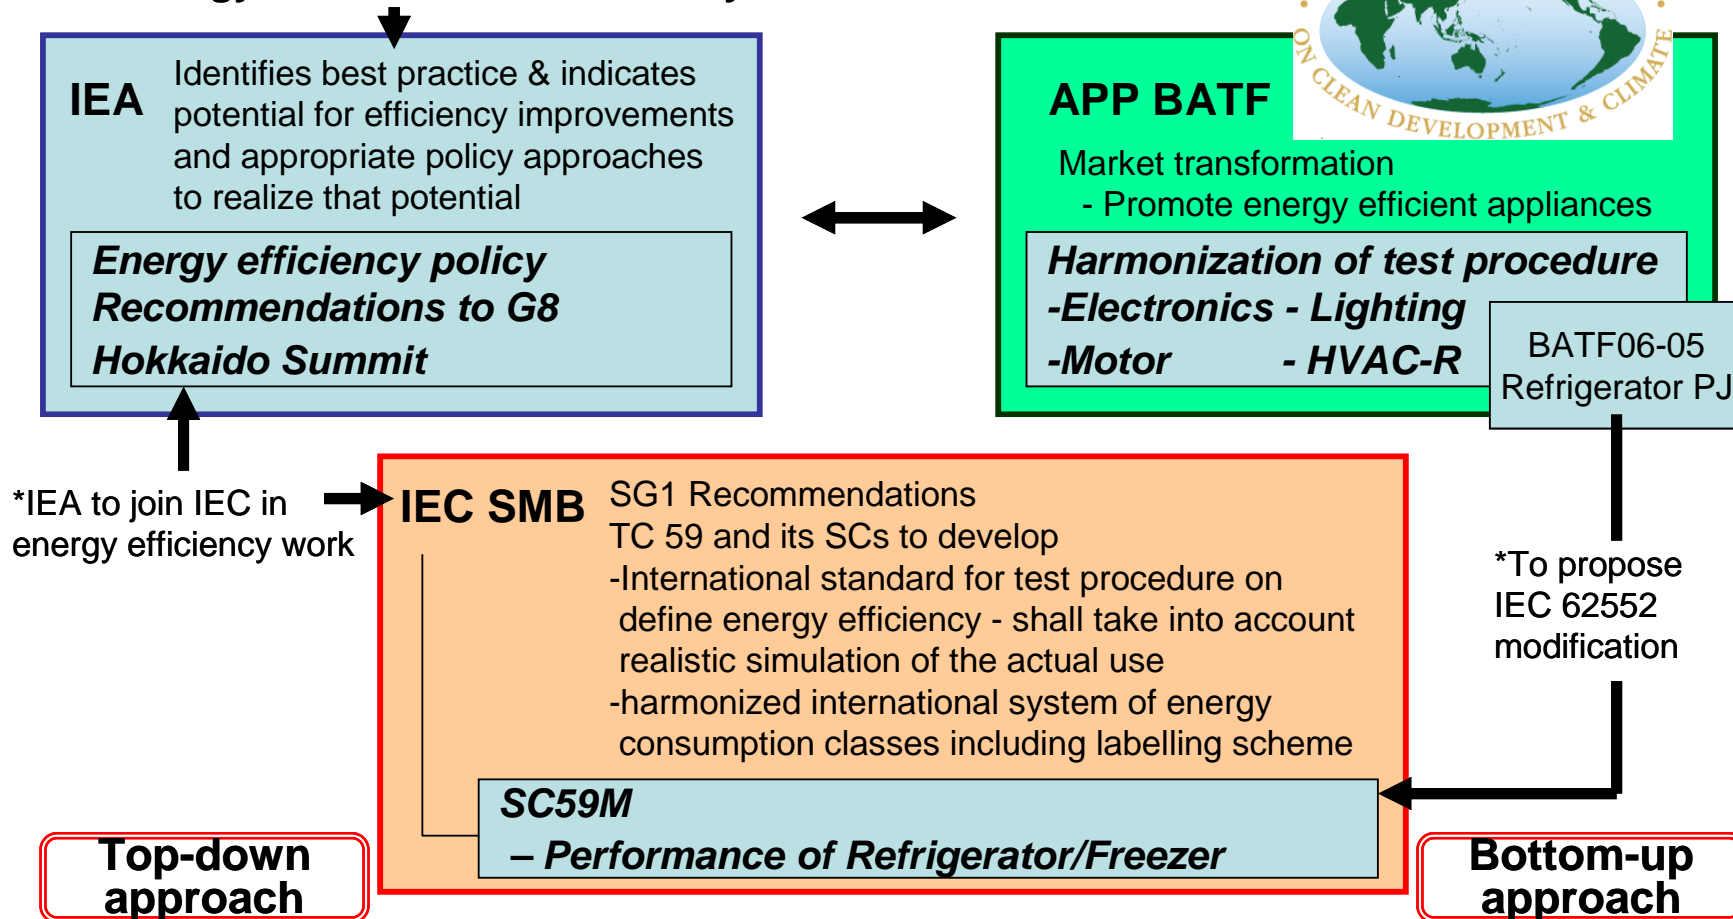 IEA
Identifies best practice & indicates
potential for efficiency improvements
and appropriate policy approaches
to realize that potential
Energy efficiency policy
Recommendations to G8
Hokkaido Summit
APP BATF
ON CLEAN DEVELOPMENT & CLIMATE
Market transformation
- Promote energy efficient appliances
Harmonization of test procedure
-Electronics - Lighting
-Motor - HVAC-R
BATF06-05
Refrigerator PJ
*IEA to join IEC in
energy efficiency work
IEC SMB
SG1 Recommendations
TC 59 and its SCs to develop
-International standard for test procedure on
define energy efficiency - shall take into account
realistic simulation of the actual use
-harmonized international system of energy
consumption classes including labelling scheme
SC59M
– Performance of Refrigerator/Freezer
*To propose
IEC 62552
modification
Top-down
approach
Bottom-up
approach